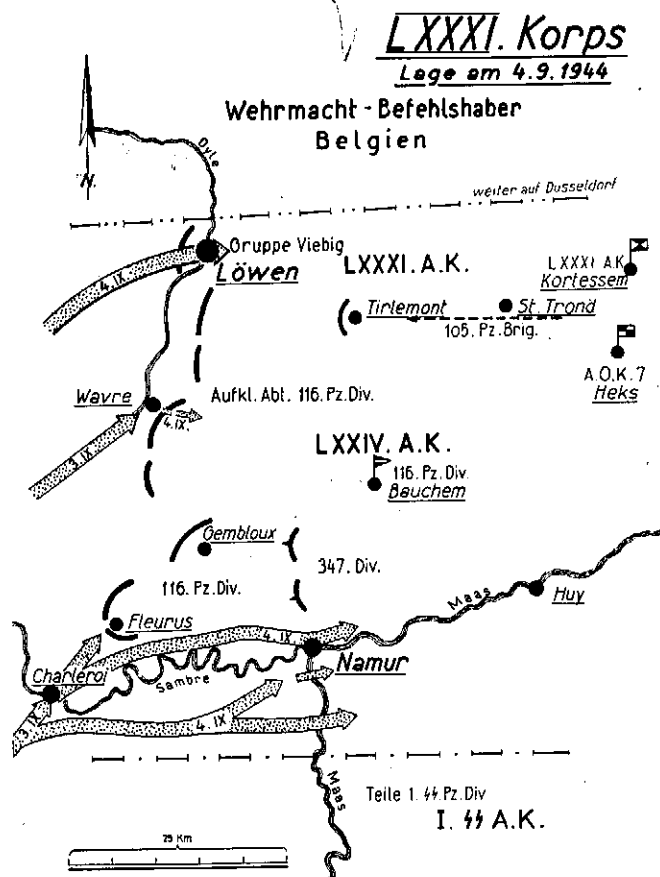 LXXXI. Korps
Lage am 4.9.1944
Wehrmacht-Befehlshaber
Belgien
N.
Dyle
weiter auf Dusseldorf
Gruppe Viebig
Löwen
4.IX.
LXXXI. A.K.
LXXXI A.K.
Kortessem
Tirlemont
St. Trond
105. Pz. Brig.
A.O.K. 7
Heks
Wavre
4.IX.
Aufkl. Abt. 116. Pz. Div.
3.IX
LXXIV. A.K.
116. Pz. Div.
Bauchem
Gembloux
347. Div.
116. Pz. Div.
Maas
Huy
Fleurus
4.IX.
Namur
Charleroi
Sambre
3.IX
4.IX.
Maas
Teile 1. ᛋᛋ Pz. Div
I. ᛋᛋ A.K.
25 Km